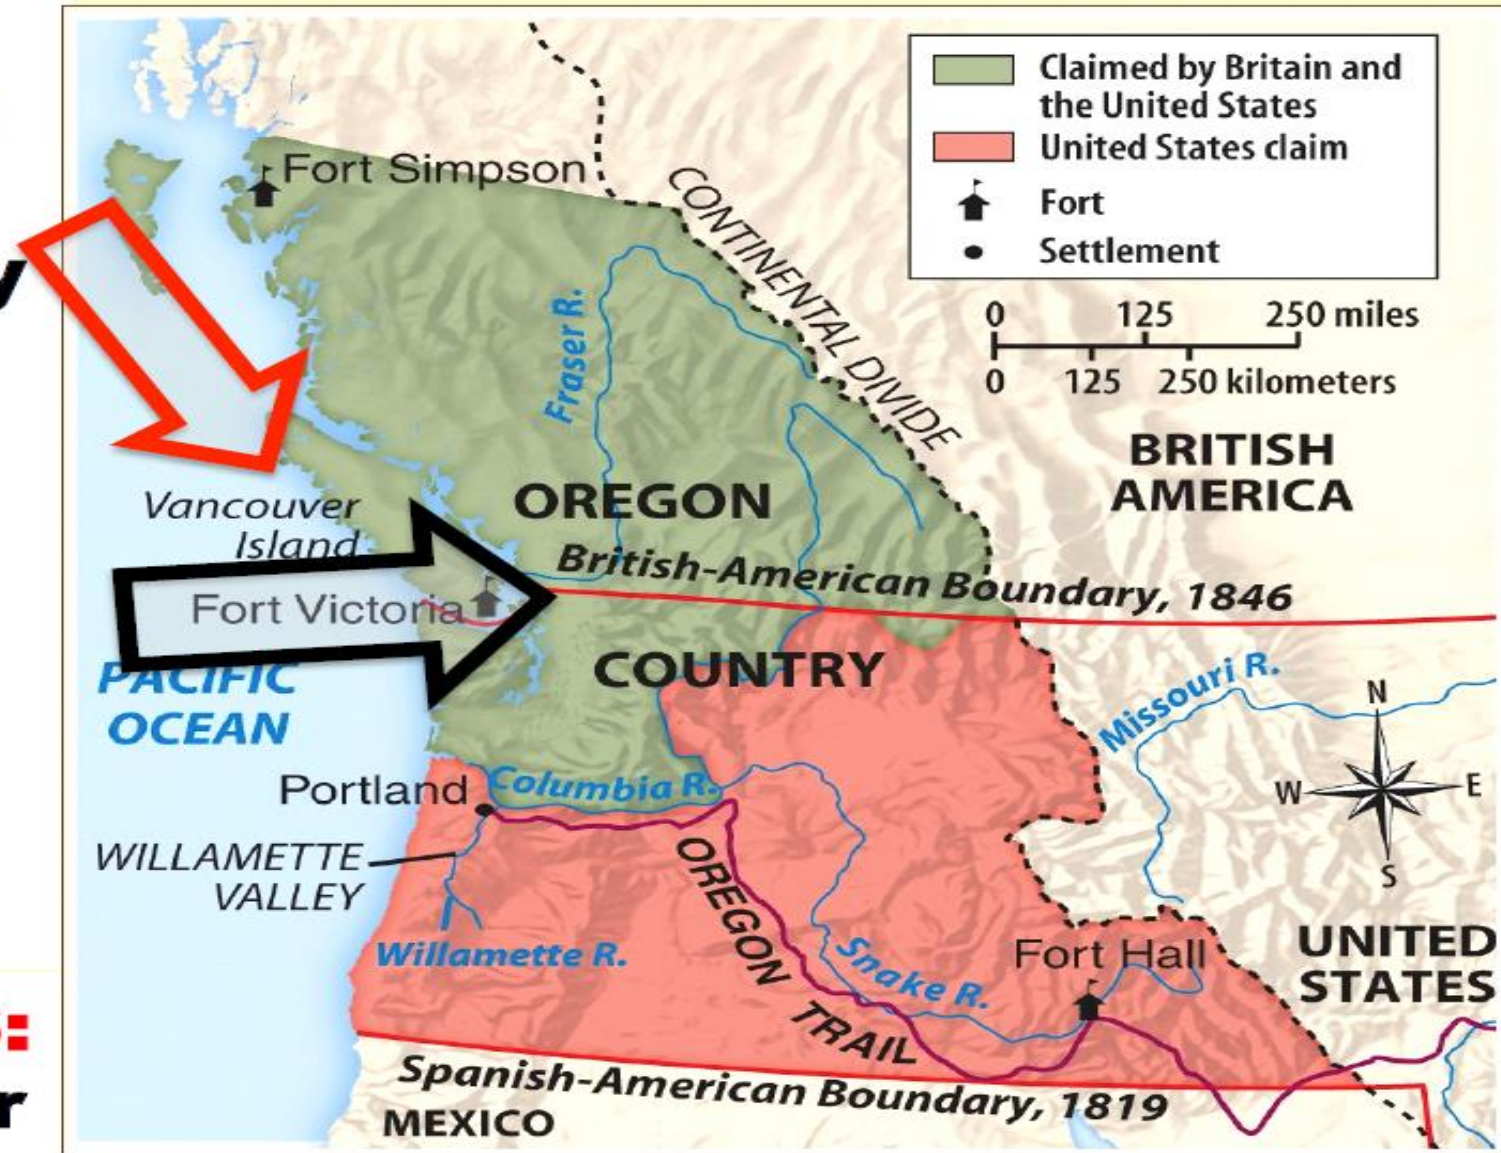 Claimed by Britain and
the United States
United States claim
Fort
Settlement
0 125 250 miles
0 125 250 kilometers
Fort Simpson
CONTINENTAL DIVIDE
Fraser R.
BRITISH
AMERICA
OREGON
Vancouver
Island
British-American Boundary, 1846
Fort Victoria
COUNTRY
PACIFIC
OCEAN
Missouri R.
N
W E
S
Portland
Columbia R.
WILLAMETTE
VALLEY
OREGON TRAIL
Willamette R.
Snake R.
Fort Hall
UNITED
STATES
Spanish-American Boundary, 1819
MEXICO